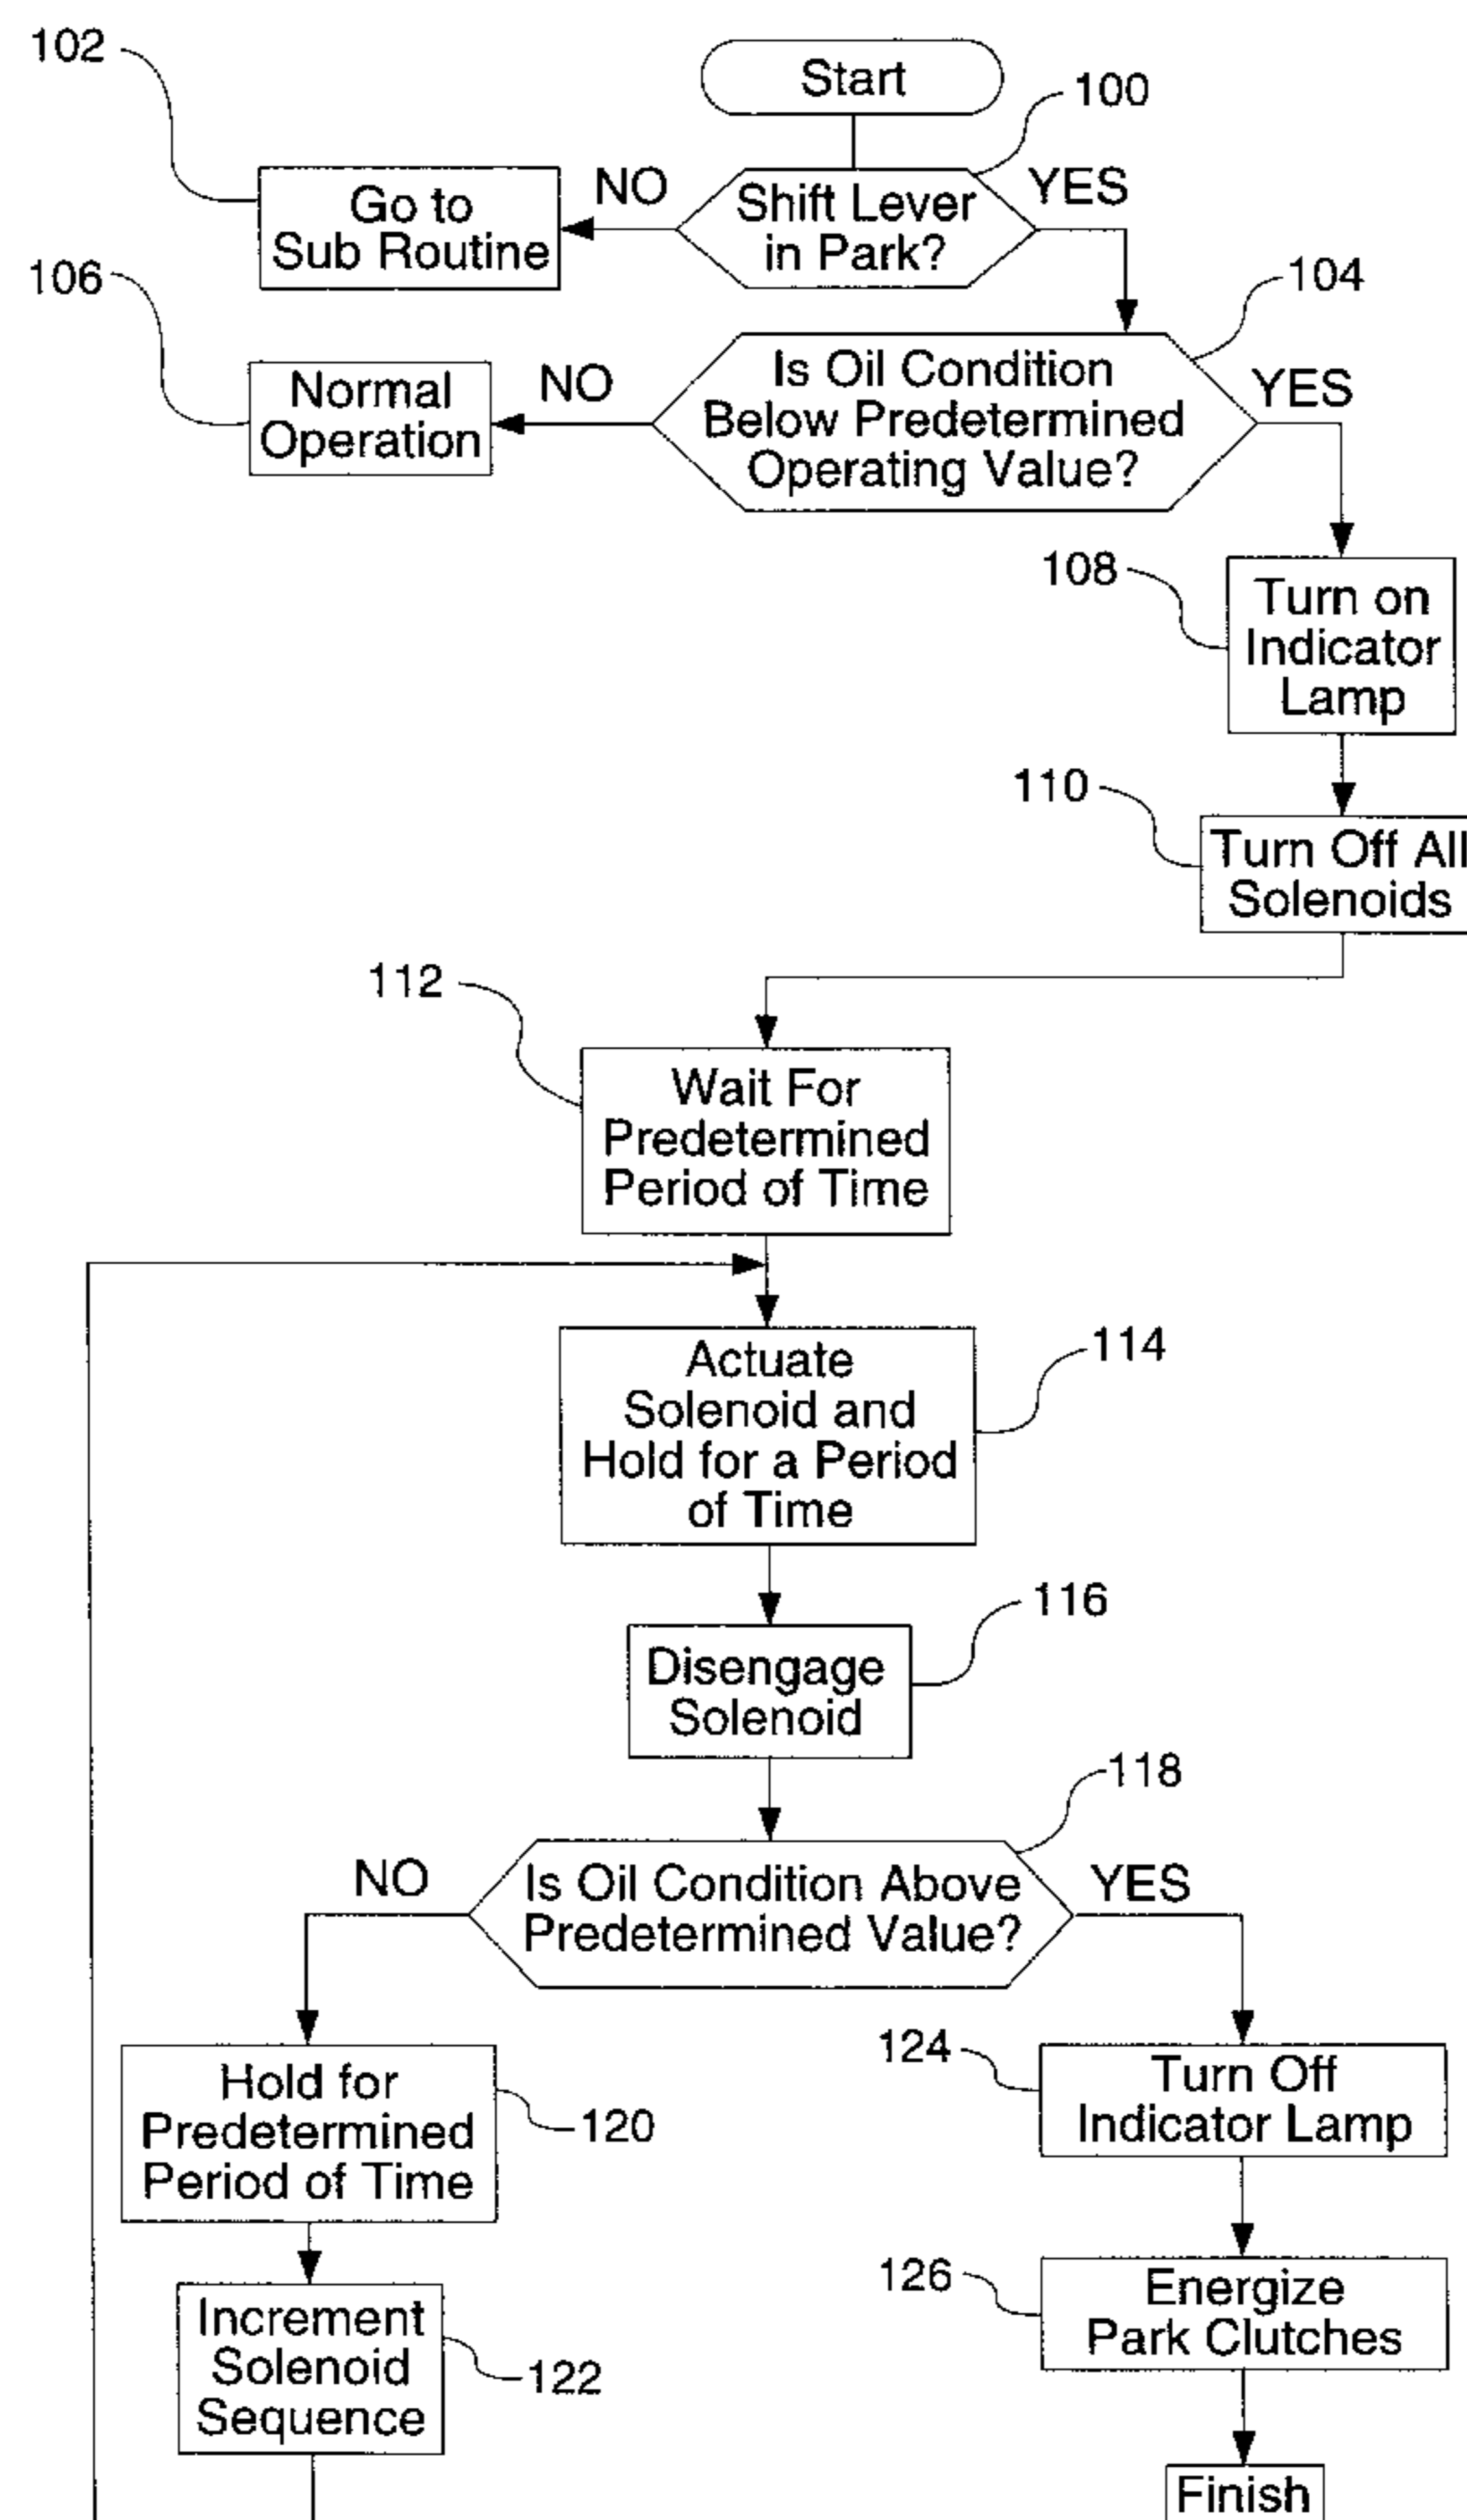 102
Start
100
NO
YES
Go to
Sub Routine
Shift Lever
in Park?
106
104
Normal
Operation
NO
Is Oil Condition
Below Predetermined
Operating Value?
YES
108
Turn on
Indicator
Lamp
110
Turn Off All
Solenoids
112
Wait For
Predetermined
Period of Time
Actuate
Solenoid and
Hold for a Period
of Time
114
116
Disengage
Solenoid
118
NO
Is Oil Condition Above
Predetermined Value?
YES
Hold for
Predetermined
Period of Time
120
124
Turn Off
Indicator Lamp
126
Energize
Park Clutches
Increment
Solenoid
Sequence
122
Finish